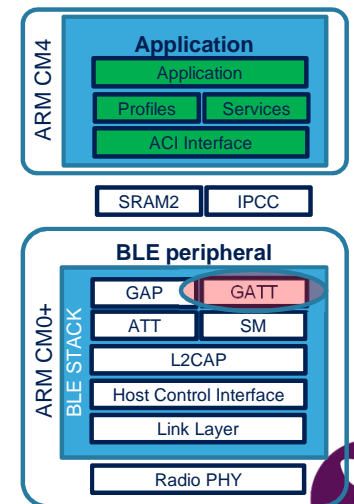 ARM CM4
Application
Application
Profiles Services
ACI Interface
SRAM2 IPCC
ARM CM0+
BLE peripheral
BLE STACK
GAP GATT
ATT SM
L2CAP
Host Control Interface
Link Layer
Radio PHY